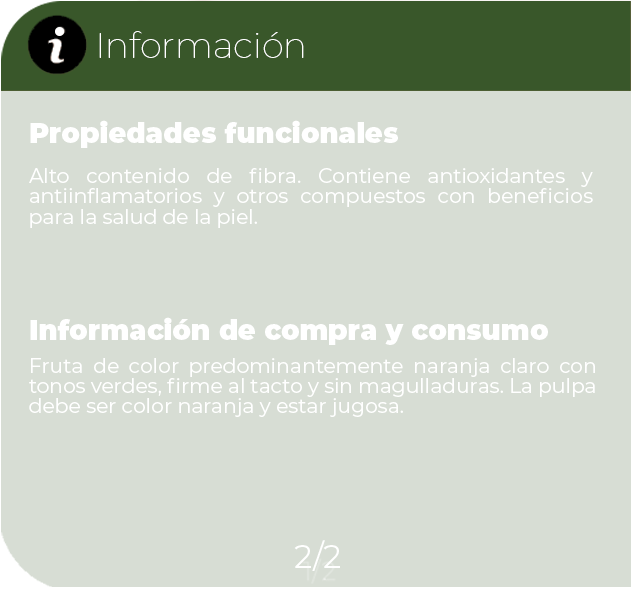 i Información
Propiedades funcionales
Alto contenido de fibra. Contiene antioxidantes y
antiinflamatorios y otros compuestos con beneficios
para la salud de la piel.
Información de compra y consumo
Fruta de color predominantemente naranja claro con
tonos verdes, firme al tacto y sin magulladuras. La pulpa
debe ser color naranja y estar jugosa.
2/2
1/2